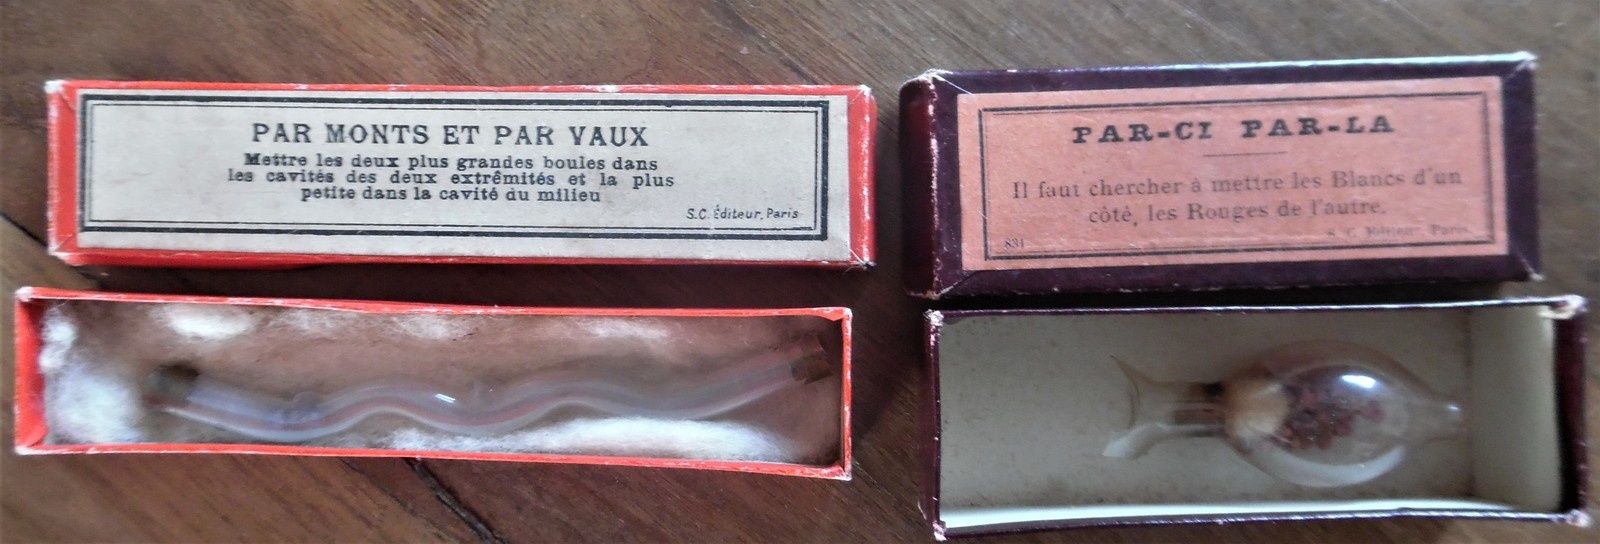 PAR MONTS ET PAR VAUX
Mettre les deux plus grandes boules dans
les cavités des deux extrêmités et la plus
petite dans la cavité du milieu
S.C. Éditeur, Paris
PAR-CI PAR-LA
Il faut chercher à mettre les Blancs d'un
côté, les Rouges de l'autre.
831
S. C. Editeur, Paris